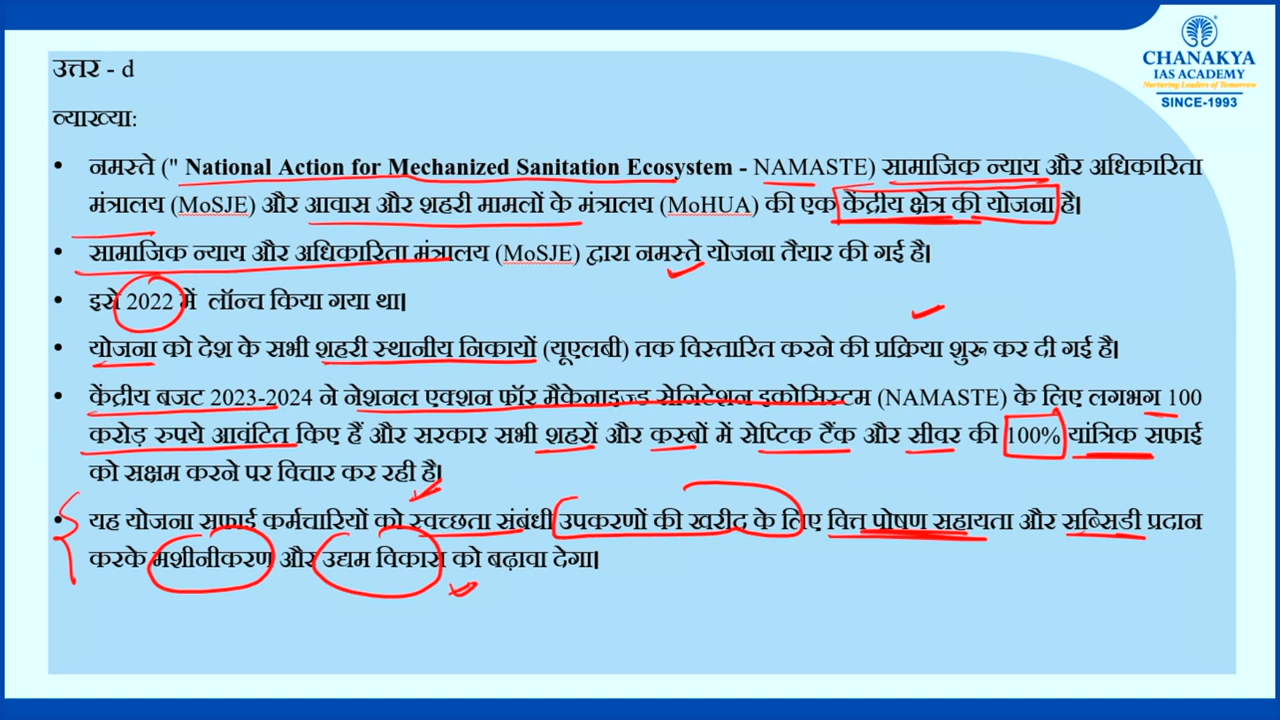 CHANAKYA
IAS ACADEMY
Nurturing Leaders of Tomorrow
SINCE-1993
उत्तर - d
व्याख्या:
• नमस्ते (" National Action for Mechanized Sanitation Ecosystem - NAMASTE) सामाजिक न्याय और अधिकारिता
मंत्रालय (MoSJE) और आवास और शहरी मामलों के मंत्रालय (MoHUA) की एक केंद्रीय क्षेत्र की योजना है।
• सामाजिक न्याय और अधिकारिता मंत्रालय (MoSJE) द्वारा नमस्ते योजना तैयार की गई है।
• इसे 2022 में लॉन्च किया गया था।
• योजना को देश के सभी शहरी स्थानीय निकायों (यूएलबी) तक विस्तारित करने की प्रक्रिया शुरू कर दी गई है।
• केंद्रीय बजट 2023-2024 ने नेशनल एक्शन फॉर मैकेनाइज्ड सेनिटेशन इकोसिस्टम (NAMASTE) के लिए लगभग 100
करोड़ रुपये आवंटित किए हैं और सरकार सभी शहरों और कस्बों में सेप्टिक टैंक और सीवर की 100% यांत्रिक सफाई
को सक्षम करने पर विचार कर रही है।
• यह योजना सफाई कर्मचारियों को स्वच्छता संबंधी उपकरणों की खरीद के लिए वित्त पोषण सहायता और सब्सिडी प्रदान
करके मशीनीकरण और उद्यम विकास को बढ़ावा देगा।